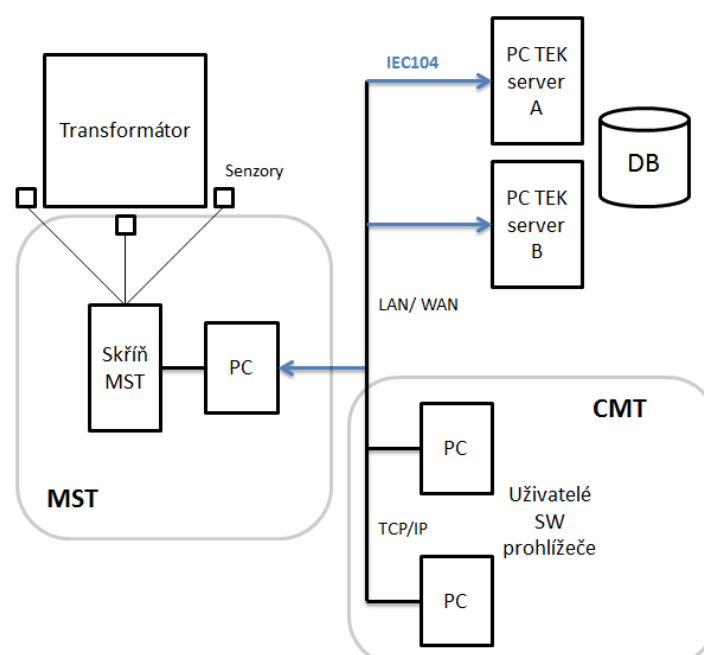 IEC104
PC TEK
server
A
Transformátor
DB
Senzory
PC TEK
server
B
LAN/ WAN
Skříň
MST
PC
CMT
PC
MST
Uživatelé
SW
prohlížeče
TCP/IP
PC